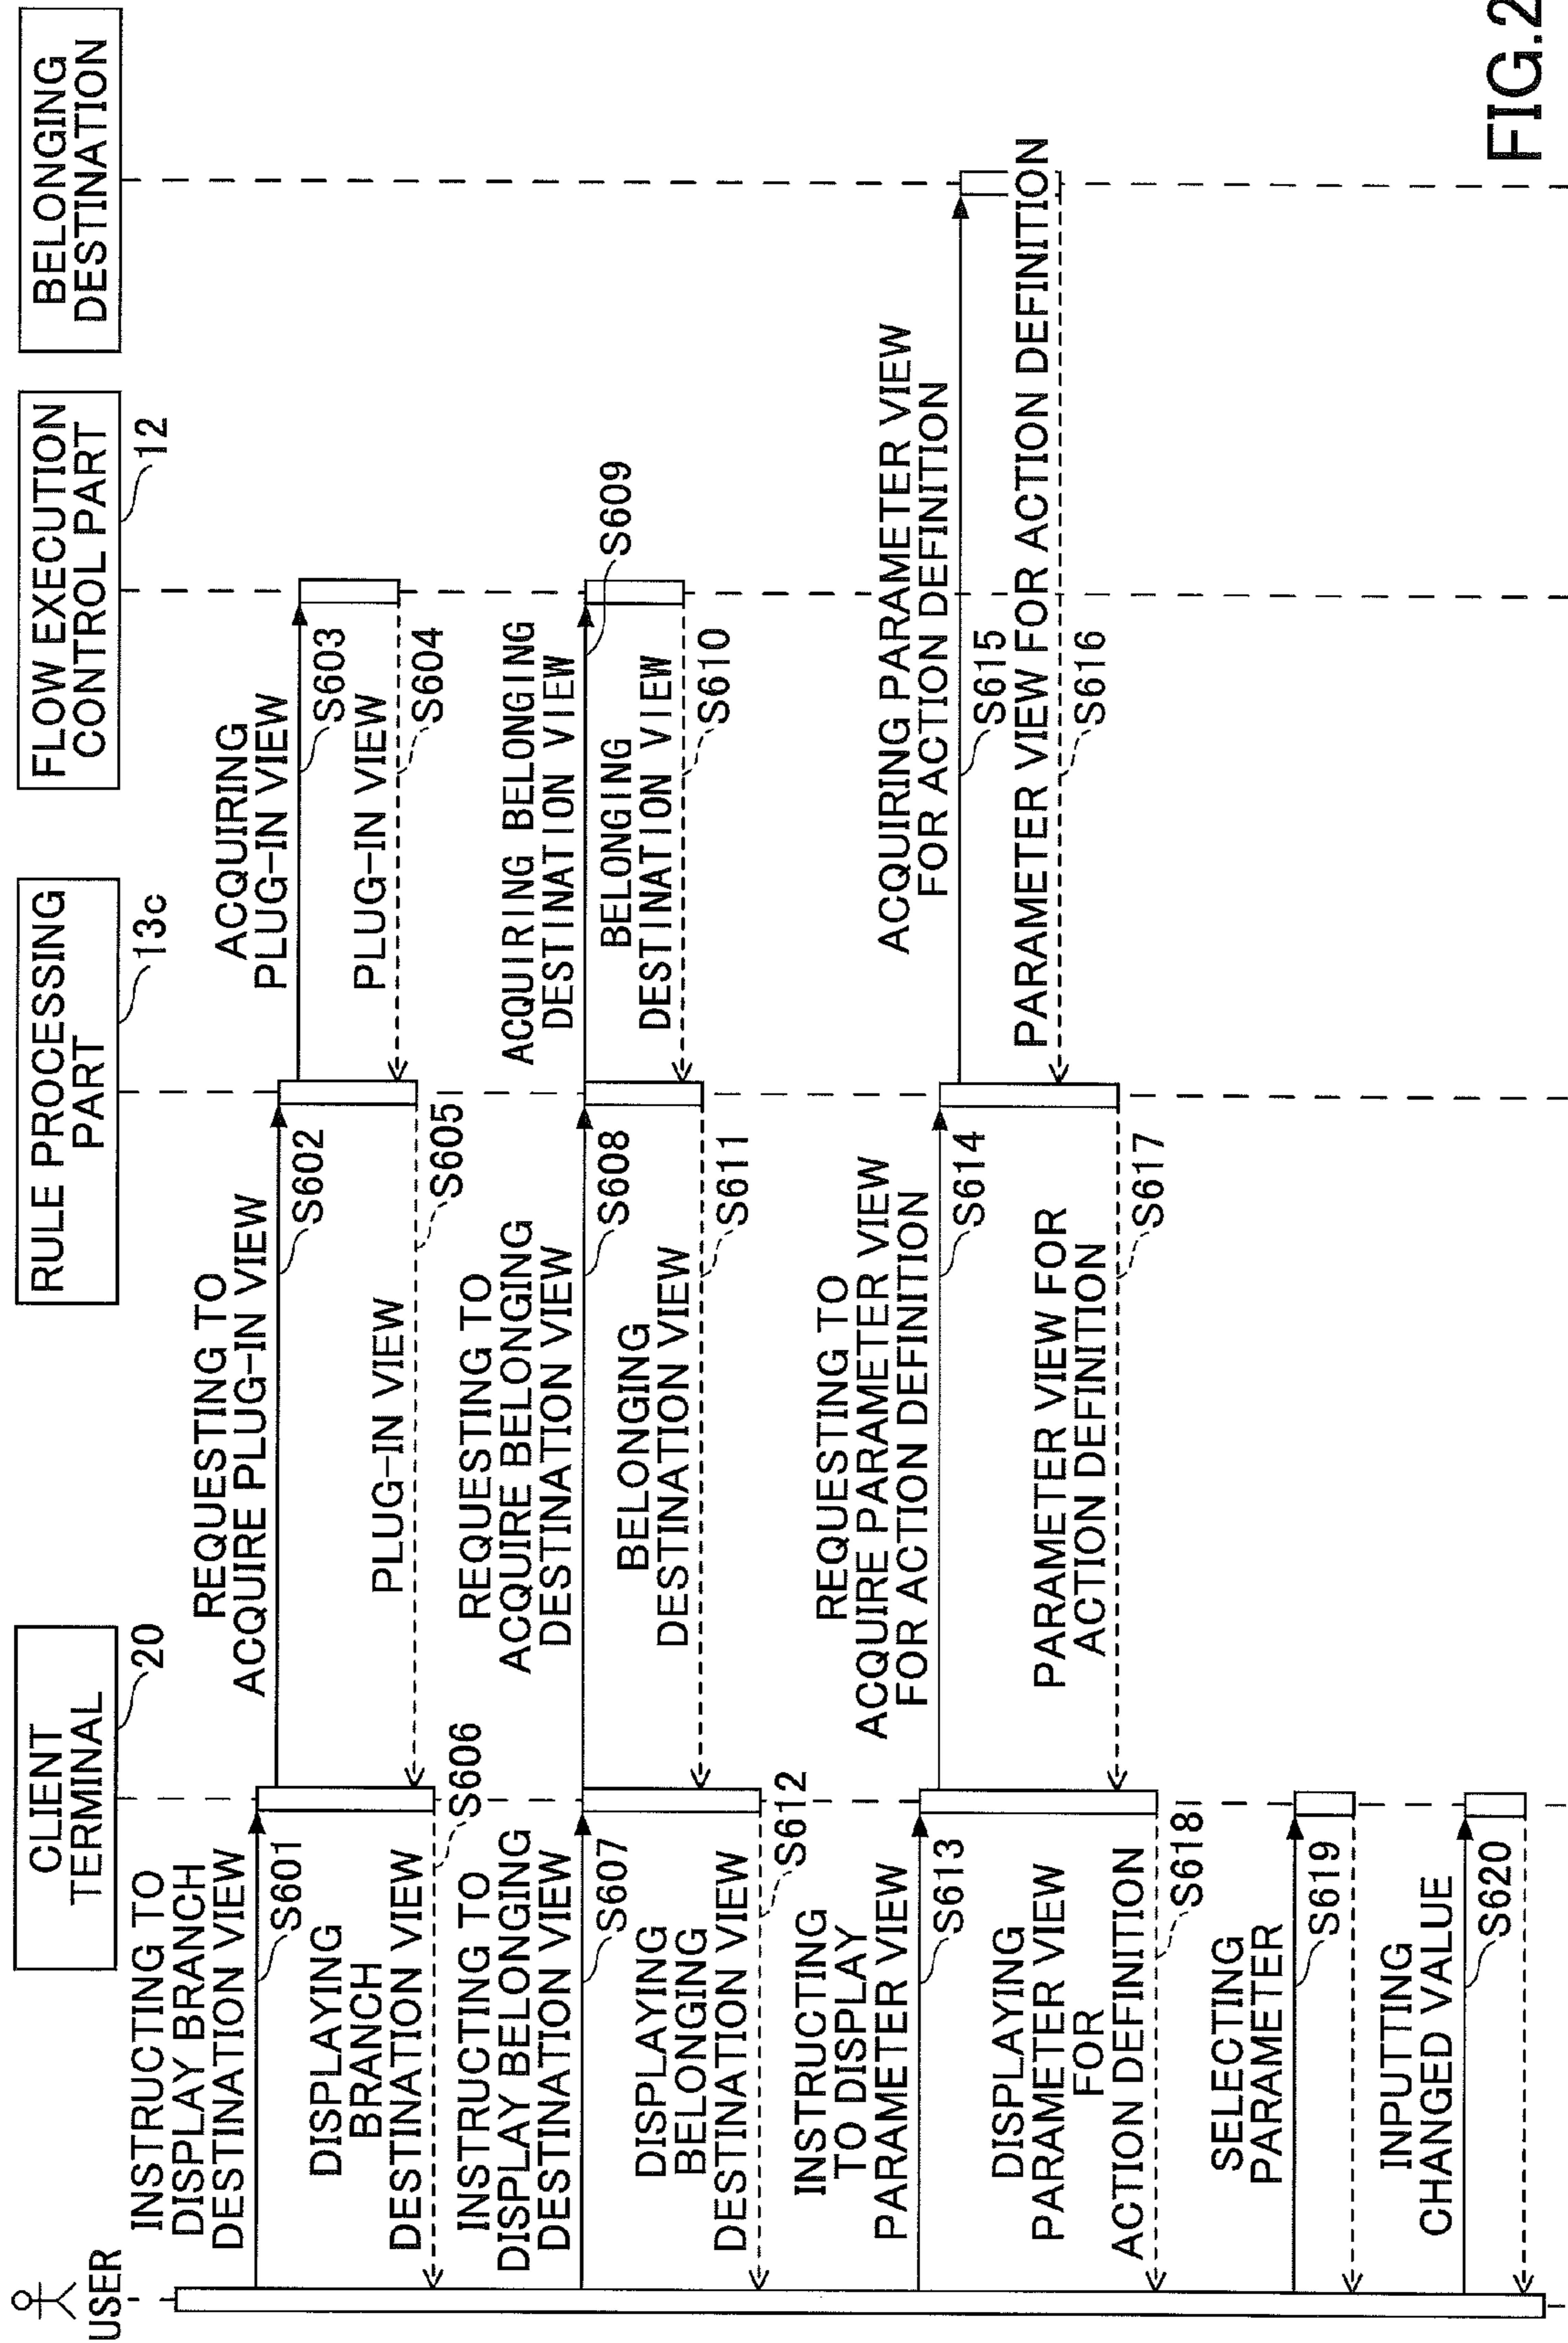 USER
CLIENT
TERMINAL
20
RULE PROCESSING
PART
13c
FLOW EXECUTION
CONTROL PART
12
BELONGING
DESTINATION
INSTRUCTING TO
DISPLAY BRANCH
DESTINATION VIEW
S601
REQUESTING TO
ACQUIRE PLUG-IN VIEW
S602
ACQUIRING
PLUG-IN VIEW
S603
PLUG-IN VIEW
S604
PLUG-IN VIEW
S605
DISPLAYING
BRANCH
DESTINATION VIEW
S606
INSTRUCTING TO
DISPLAY BELONGING
DESTINATION VIEW
S607
REQUESTING TO
ACQUIRE BELONGING
DESTINATION VIEW
S608
ACQUIRING BELONGING
DESTINATION VIEW
S609
BELONGING
DESTINATION VIEW
S610
BELONGING
DESTINATION VIEW
S611
DISPLAYING
BELONGING
DESTINATION VIEW
S612
INSTRUCTING
TO DISPLAY
PARAMETER VIEW
S613
REQUESTING TO
ACQUIRE PARAMETER VIEW
FOR ACTION DEFINITION
S614
ACQUIRING PARAMETER VIEW
FOR ACTION DEFINITION
S615
PARAMETER VIEW FOR ACTION DEFINITION
S616
PARAMETER VIEW FOR
ACTION DEFINITION
S617
DISPLAYING
PARAMETER VIEW
FOR
ACTION DEFINITION
S618
SELECTING
PARAMETER
S619
INPUTTING
CHANGED VALUE
S620
FIG.2